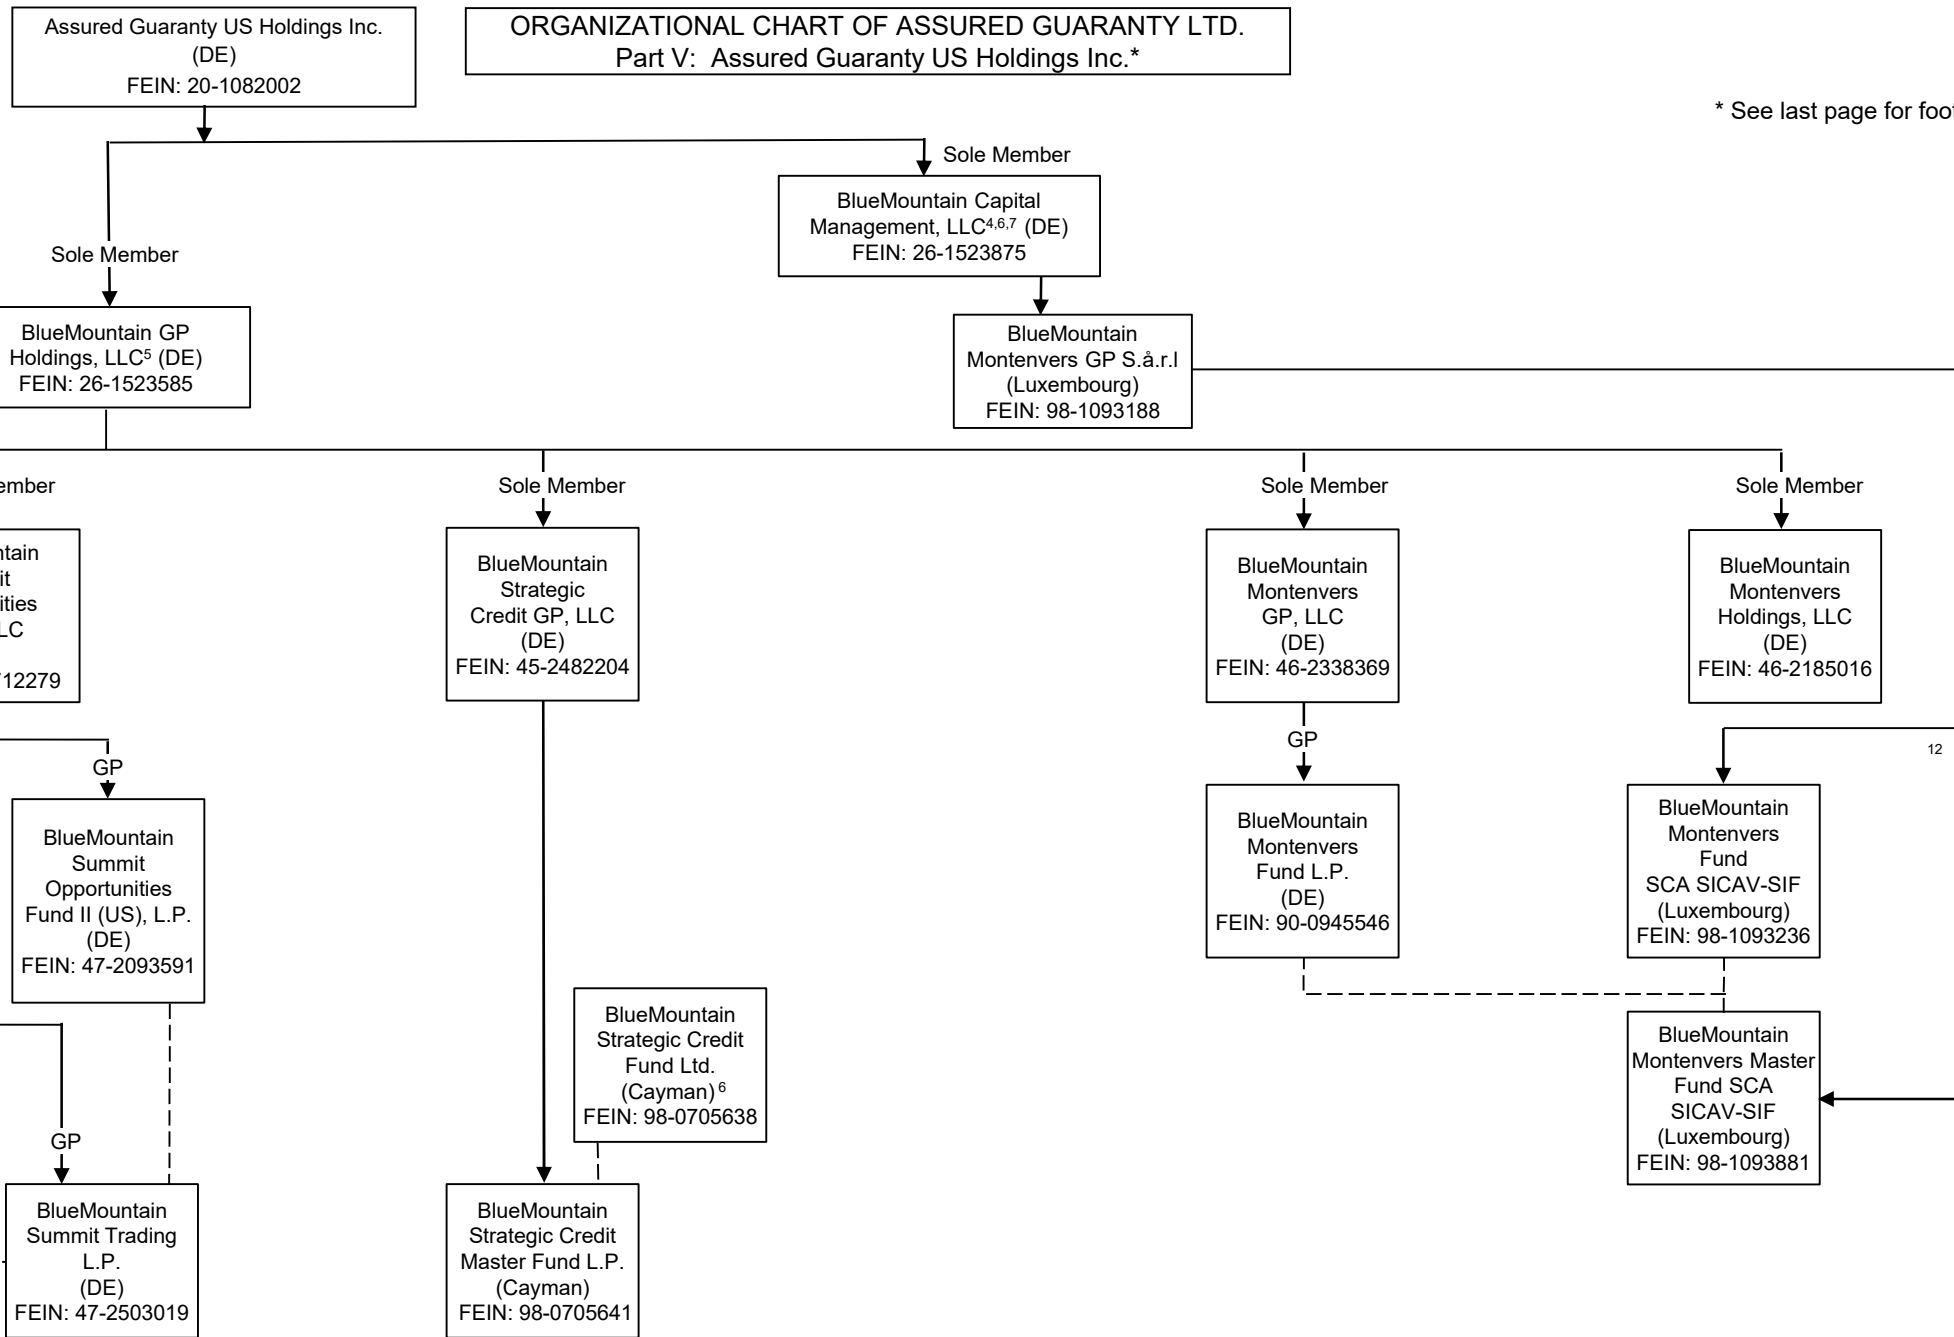 Assured Guaranty US Holdings Inc.
(DE)
FEIN: 20-1082002
ORGANIZATIONAL CHART OF ASSURED GUARANTY LTD.
Part V: Assured Guaranty US Holdings Inc.*
* See last page for foot
Sole Member
BlueMountain Capital
Management, LLC4,6,7 (DE)
FEIN: 26-1523875
Sole Member
BlueMountain GP
Holdings, LLC5 (DE)
FEIN: 26-1523585
BlueMountain
Montenvers GP S.å.r.l
(Luxembourg)
FEIN: 98-1093188
ember
Sole Member
Sole Member
Sole Member
ntain
it
ities
LC
712279
BlueMountain
Strategic
Credit GP, LLC
(DE)
FEIN: 45-2482204
BlueMountain
Montenvers
GP, LLC
(DE)
FEIN: 46-2338369
BlueMountain
Montenvers
Holdings, LLC
(DE)
FEIN: 46-2185016
GP
GP
12
BlueMountain
Summit
Opportunities
Fund II (US), L.P.
(DE)
FEIN: 47-2093591
BlueMountain
Montenvers
Fund L.P.
(DE)
FEIN: 90-0945546
BlueMountain
Montenvers
Fund
SCA SICAV-SIF
(Luxembourg)
FEIN: 98-1093236
BlueMountain
Strategic Credit
Fund Ltd.
(Cayman) 6
FEIN: 98-0705638
BlueMountain
Montenvers Master
Fund SCA
SICAV-SIF
(Luxembourg)
FEIN: 98-1093881
GP
BlueMountain
Summit Trading
L.P.
(DE)
FEIN: 47-2503019
BlueMountain
Strategic Credit
Master Fund L.P.
(Cayman)
FEIN: 98-0705641